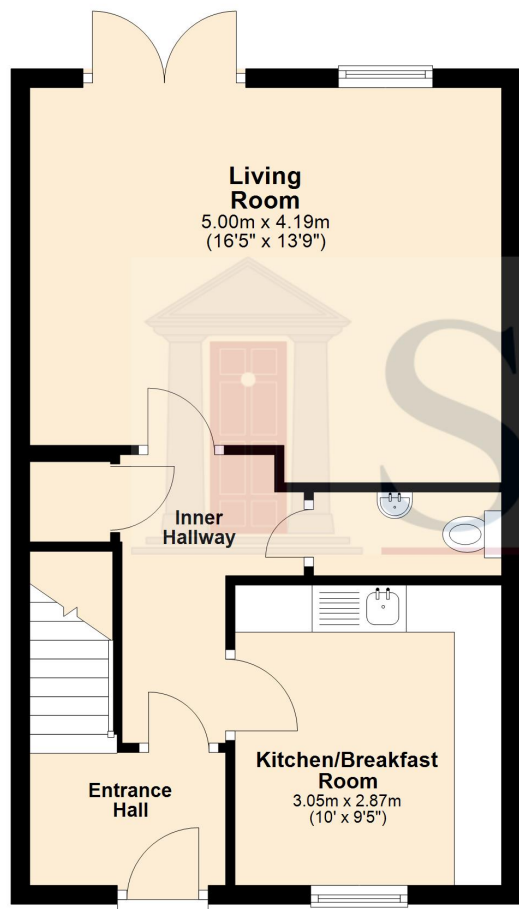 Living
Room
5.00m x 4.19m
(16'5" x 13'9")
S
Inner
Hallway
Kitchen/Breakfast
Room
3.05m x 2.87m
(10' x 9'5")
Entrance
Hall